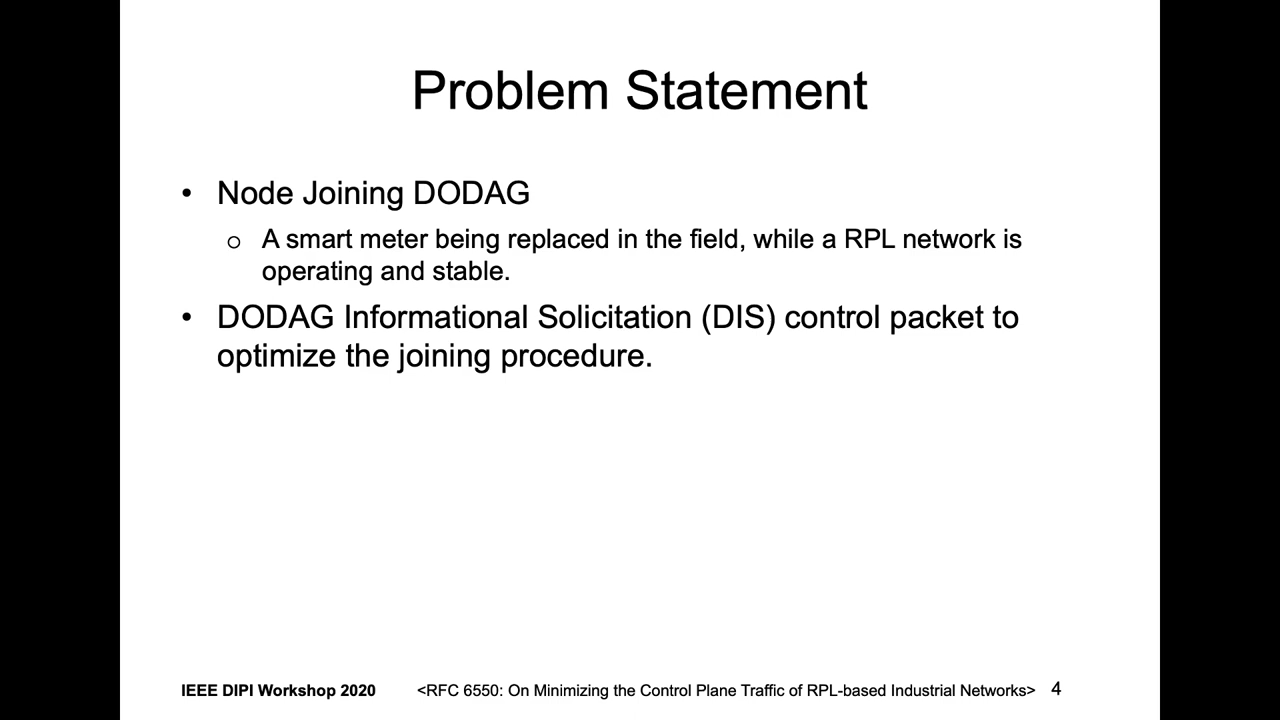 Problem Statement
• Node Joining DODAG
o A smart meter being replaced in the field, while a RPL network is
operating and stable.
• DODAG Informational Solicitation (DIS) control packet to
optimize the joining procedure.
IEEE DIPI Workshop 2020 <RFC 6550: On Minimizing the Control Plane Traffic of RPL-based Industrial Networks> 4